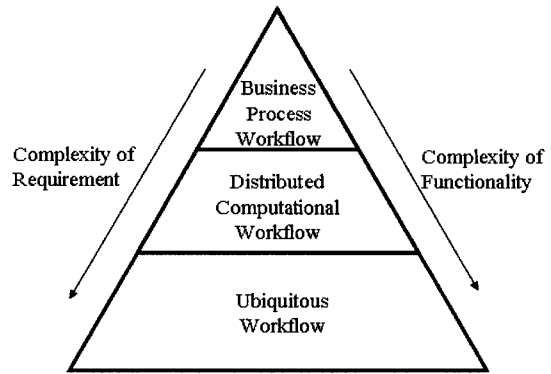 Business
Process
Workflow
Complexity of
Requirement
Complexity of
Functionality
Distributed
Computational
Workflow
Ubiquitous
Workflow